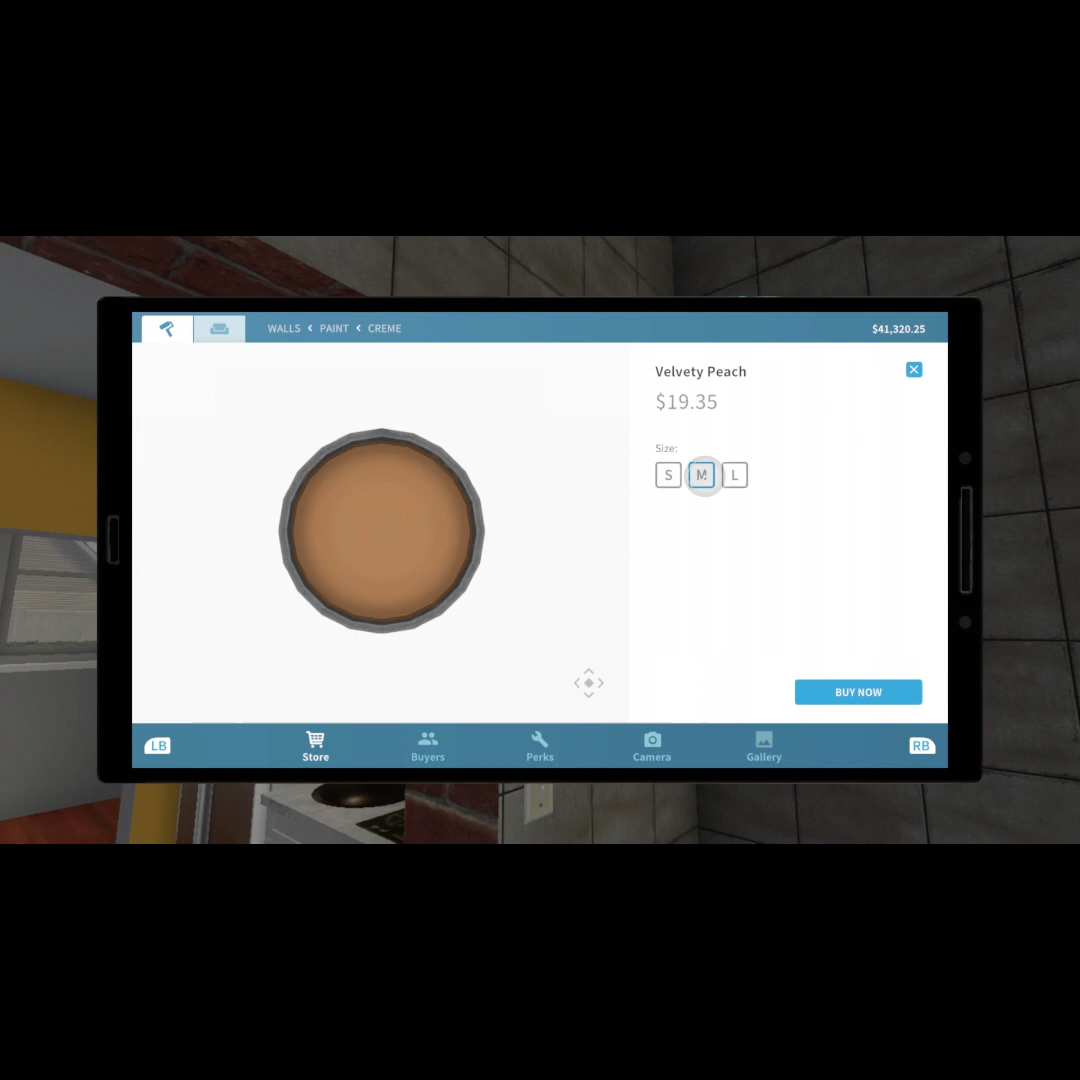 WALLS < PAINT < CREME
$41,320.25
Velvety Peach
$19.35
Size:
S M L
BUY NOW
LB
Store
Buyers
Perks
Camera
Gallery
RB